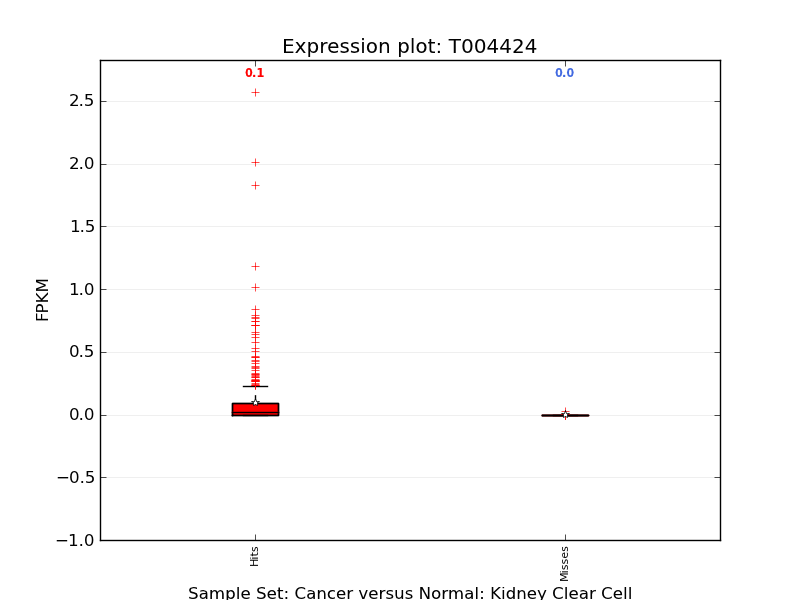 Expression plot: T004424
0.1
0.0
2.5
2.0
1.5
1.0
0.5
0.0
−0.5
−1.0
FPKM
Hits
Misses
Sample Set: Cancer versus Normal: Kidney Clear Cell